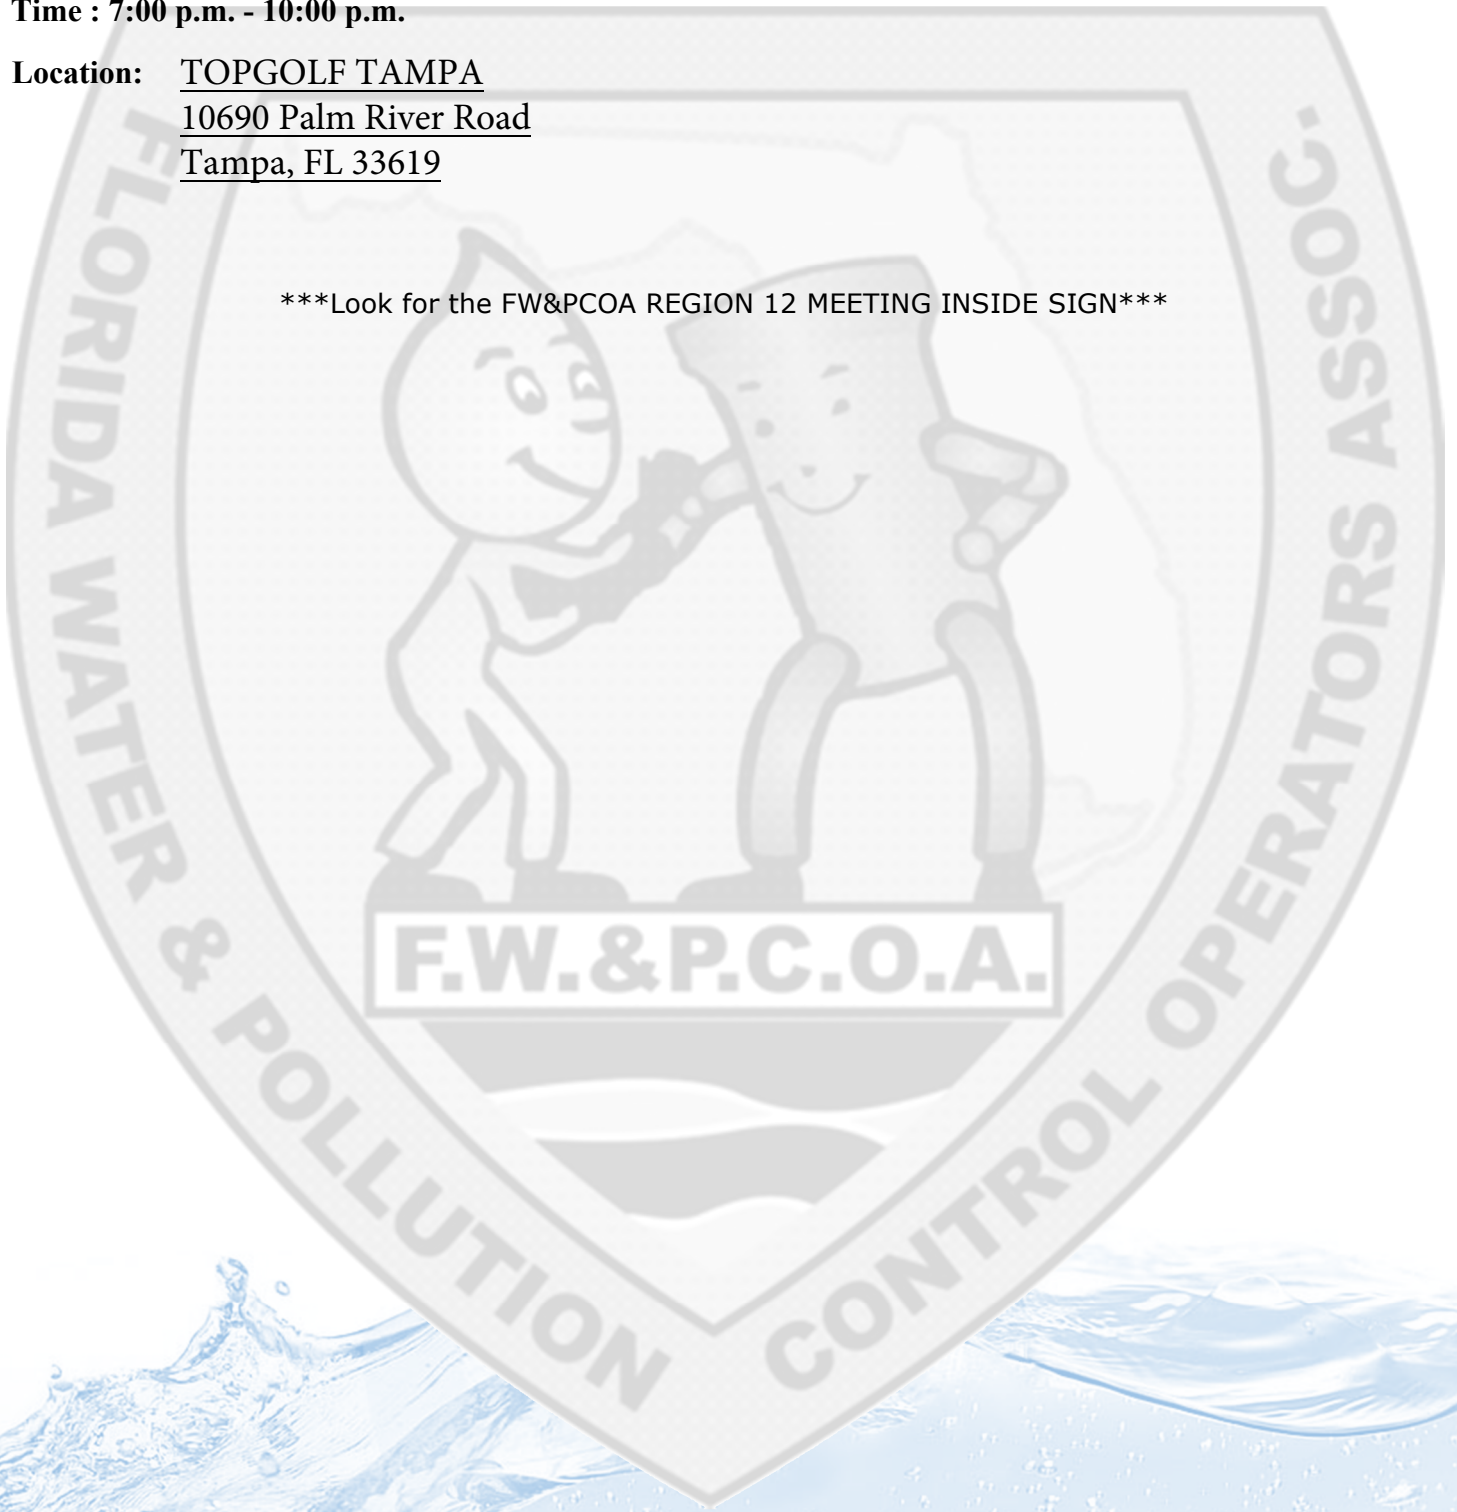 Time : 7:00 p.m. - 10:00 p.m.
Location: TOPGOLF TAMPA
10690 Palm River Road
Tampa, FL 33619
***Look for the FW&PCOA REGION 12 MEETING INSIDE SIGN***
FLORIDA WATER & POLLUTION CONTROL OPERATORS ASSOC.
F.W.&P.C.O.A.